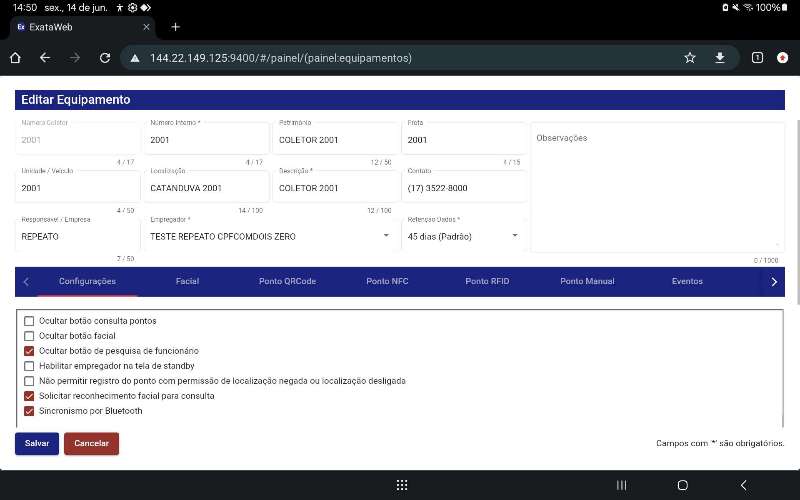 14:50 sex., 14 de jun. 100%
Ex ExataWeb
144.22.149.125:9400/#/painel/(painel:equipamentos)
1
Editar Equipamento
Número Coletor Número Interno * Patrimônio Frota
2001 2001 COLETOR 2001 2001 Observações
4 / 17 4 / 17 12 / 50 4 / 15
Unidade / Veículo Localização Descrição * Contato
2001 CATANDUVA 2001 COLETOR 2001 (17) 3522-8000
4 / 50 14 / 100 12 / 100
Responsável / Empresa Empregador * Retenção Dados *
REPEATO TESTE REPEATO CPFCOMDOIS ZERO 45 dias (Padrão)
7 / 50 0 / 1000
Configurações Facial Ponto QRCode Ponto NFC Ponto RFID Ponto Manual Eventos
Ocultar botão consulta pontos
Ocultar botão facial
Ocultar botão de pesquisa de funcionário
Habilitar empregador na tela de standby
Não permitir registro do ponto com permissão de localização negada ou localização desligada
Solicitar reconhecimento facial para consulta
Sincronismo por Bluetooth
Salvar Cancelar Campos com '*' são obrigatórios.